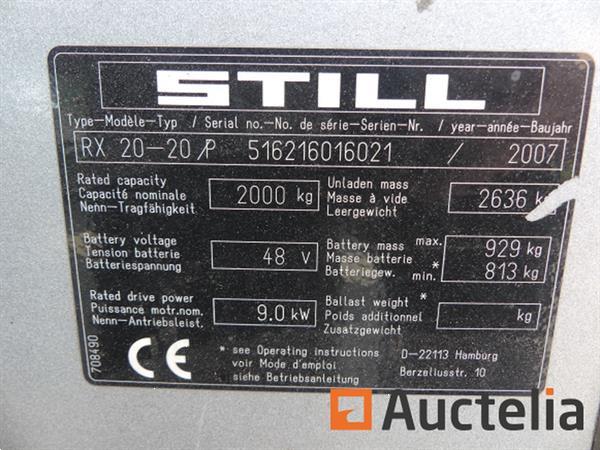 STILL
Type-Modèle-Typ / Serial no.-No. de série-Serien-Nr. / year-année-Baujahr
RX 20-20/P 516216016021 / 2007
Rated capacity
Capacité nominale
Nenn-Tragfähigkeit
2000 kg
Unladen mass
Masse à vide
Leergewicht
2636 kg
Battery voltage
Tension batterie
Batteriespannung
48 V
Battery mass max.
Masse batterie *
Batteriegew. min.
929 kg
813 kg
Rated drive power
Puissance motr.nom.
Nenn-Antriebsleist.
9.0 kW
Ballast weight *
Poids additionnel
Zusatzgewicht
kg
708490
CE
* see Operating instructions
voir Mode d'emploi
siehe Betriebsanleitung
D-22113 Hamburg
Berzeliusstr. 10
Auctelia